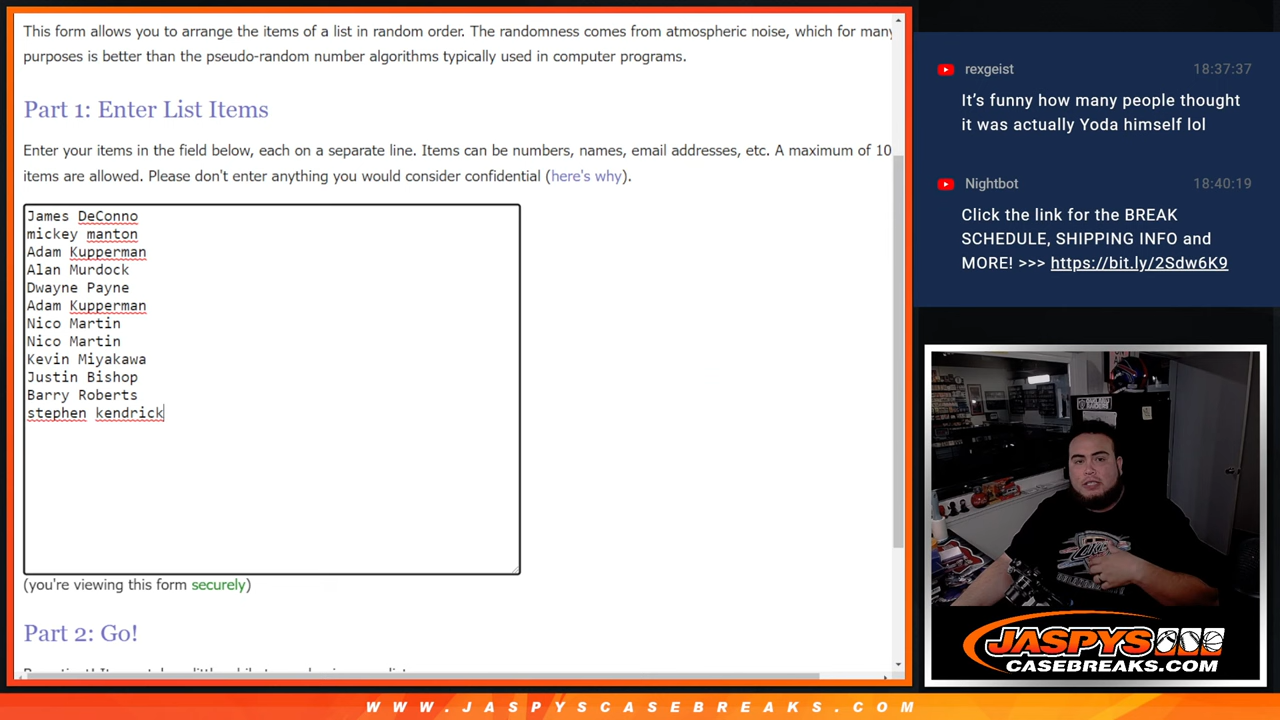 This form allows you to arrange the items of a list in random order. The randomness comes from atmospheric noise, which for many
purposes is better than the pseudo-random number algorithms typically used in computer programs.
Part 1: Enter List Items
Enter your items in the field below, each on a separate line. Items can be numbers, names, email addresses, etc. A maximum of 10
items are allowed. Please don't enter anything you would consider confidential (here's why).
James DeConno
mickey manton
Adam Kupperman
Alan Murdock
Dwayne Payne
Adam Kupperman
Nico Martin
Nico Martin
Kevin Miyakawa
Justin Bishop
Barry Roberts
stephen kendrick
(you're viewing this form securely)
Part 2: Go!
rexgeist 18:37:37
It's funny how many people thought
it was actually Yoda himself lol
Nightbot 18:40:19
Click the link for the BREAK
SCHEDULE, SHIPPING INFO and
MORE! >>> https://bit.ly/2Sdw6K9
JASPYS
CASEBREAKS.COM
WWW.JASPYSCASEBREAKS.COM